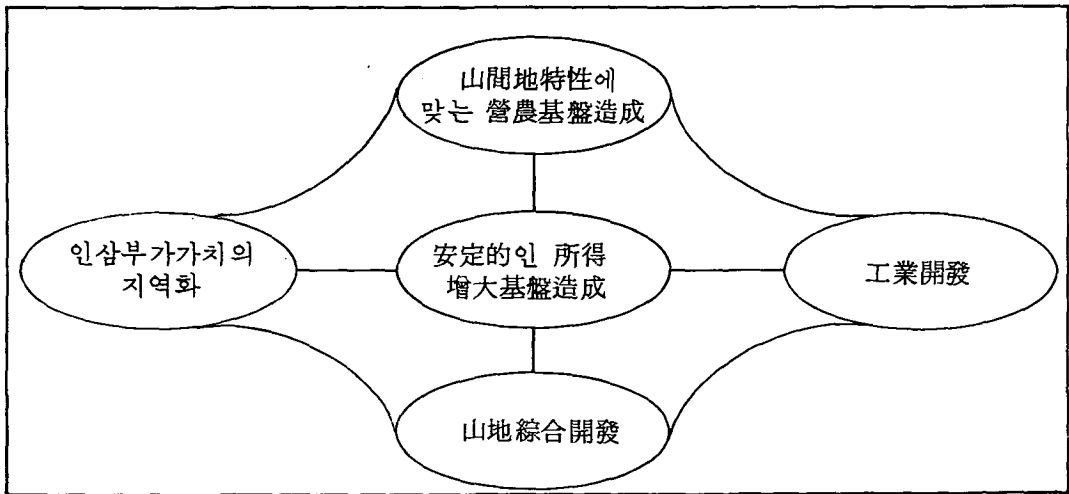 山間地特性에
맞는 營農基盤造成
인삼부가가치의
지역화
安定的인 所得
增大基盤造成
工業開發
山地綜合開發